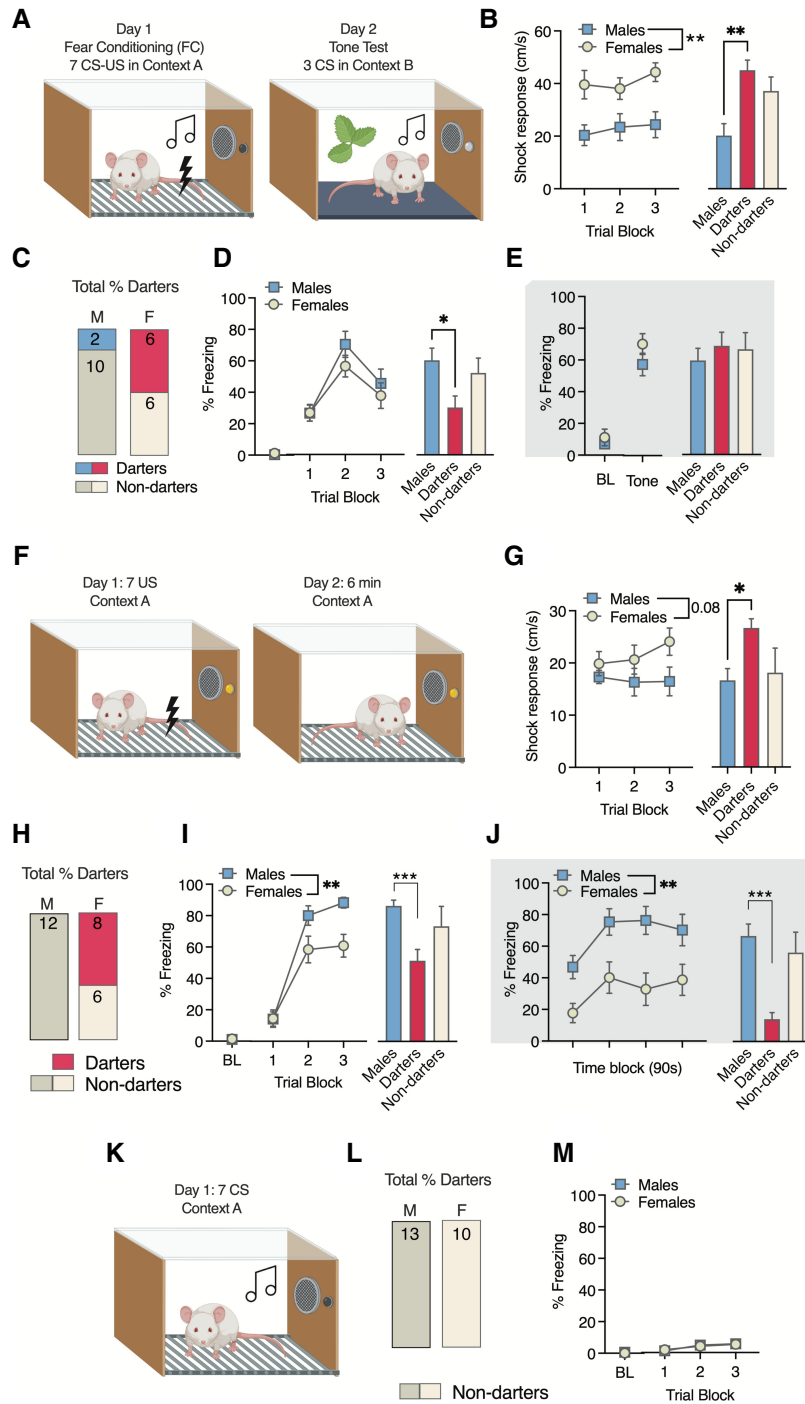 A
Day 1
Fear Conditioning (FC)
7 CS-US in Context A
Day 2
Tone Test
3 CS in Context B
B
Shock response (cm/s)
60
40
20
0
Males
Females
**
1 2 3
Trial Block
**
Males
Darters
Non-darters
C
Total % Darters
M F
2
10
6
6
Darters
Non-darters
D
Males
Females
% Freezing
100
80
60
40
20
0
1 2 3
Trial Block
*
Males
Darters
Non-darters
E
% Freezing
100
80
60
40
20
0
BL Tone
Males
Darters
Non-darters
F
Day 1: 7 US
Context A
Day 2: 6 min
Context A
G
Males
Females
0.08
Shock response (cm/s)
30
20
10
0
1 2 3
Trial Block
*
Males
Darters
Non-darters
H
Total % Darters
M F
12
8
6
Darters
Non-darters
I
Males
Females
**
% Freezing
100
80
60
40
20
0
BL 1 2 3
Trial Block
***
Males
Darters
Non-darters
J
Males
Females
**
% Freezing
100
80
60
40
20
0
Time block (90s)
***
Males
Darters
Non-darters
K
Day 1: 7 CS
Context A
L
Total % Darters
M F
13 10
Non-darters
M
Males
Females
% Freezing
100
80
60
40
20
0
BL 1 2 3
Trial Block